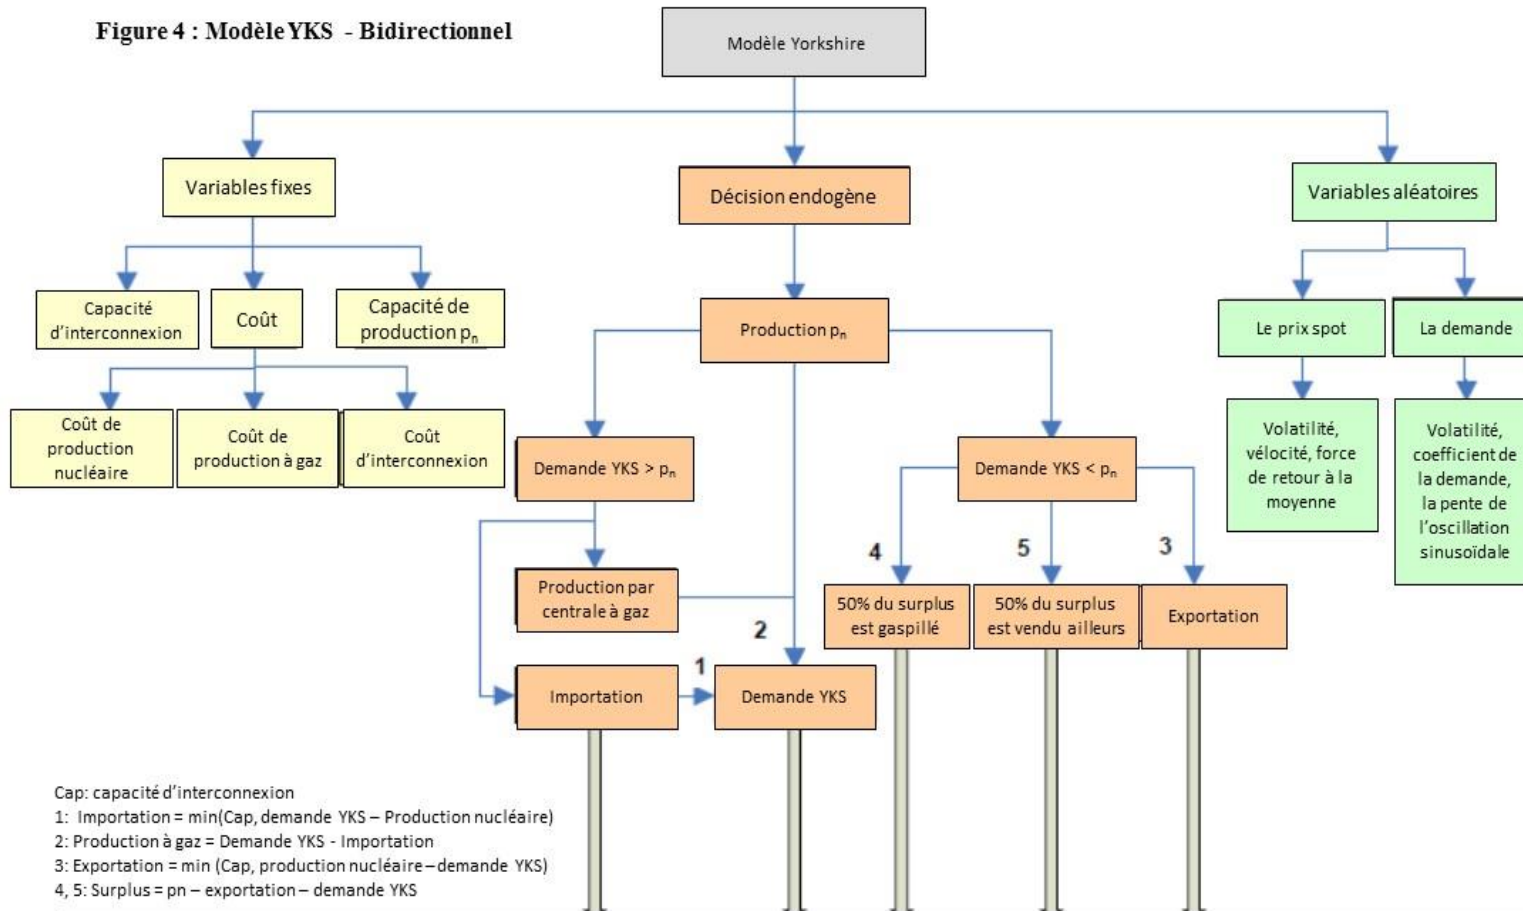 Figure 4 : Modèle YKS - Bidirectionnel
Modèle Yorkshire
Variables fixes
Décision endogène
Variables aléatoires
Capacité
d'interconnexion
Coût
Capacité de
production pₙ
Production pₙ
Le prix spot
La demande
Coût de
production
nucléaire
Coût de
production à gaz
Coût
d'interconnexion
Demande YKS > pₙ
Demande YKS < pₙ
Volatilité,
vélocité, force
de retour à la
moyenne
Volatilité,
coefficient de
la demande,
la pente de
l'oscillation
sinusoïdale
4
5
3
Production par
centrale à gaz
50% du surplus
est gaspillé
50% du surplus
est vendu ailleurs
Exportation
2
1
Importation
Demande YKS
Cap: capacité d'interconnexion
1: Importation = min(Cap, demande YKS – Production nucléaire)
2: Production à gaz = Demande YKS - Importation
3: Exportation = min (Cap, production nucléaire – demande YKS)
4, 5: Surplus = pn – exportation – demande YKS